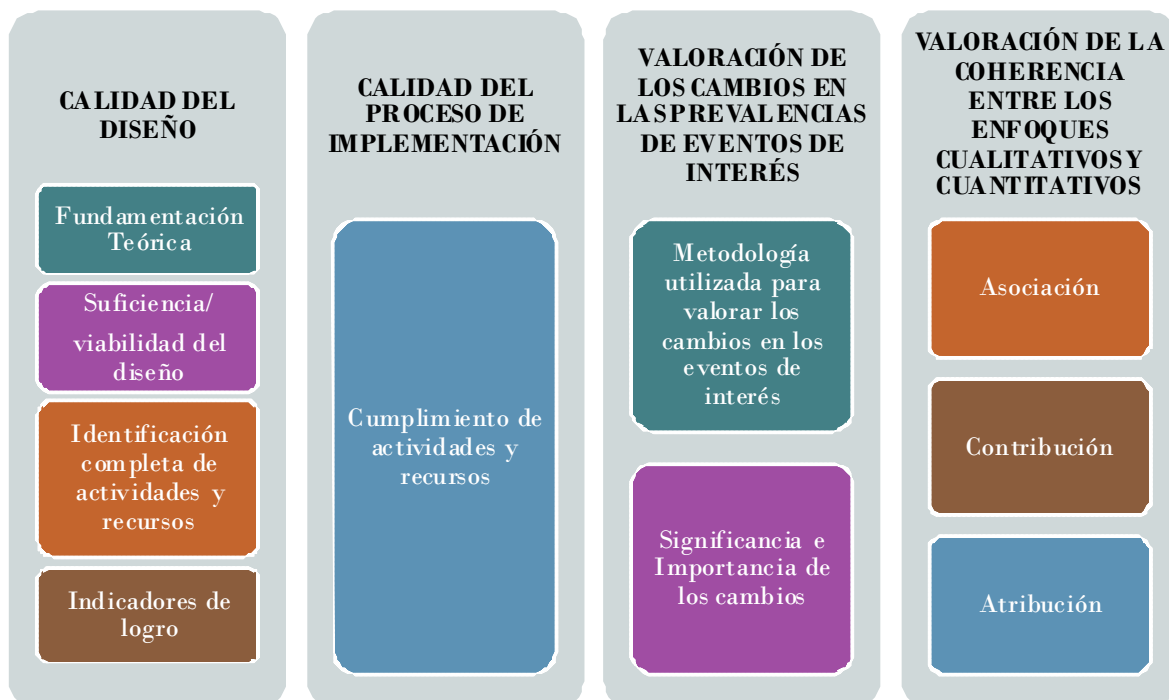 CALIDAD DEL
DISEÑO
Fundamentación
Teórica
Suficiencia/
viabilidad del
diseño
Identificación
completa de
actividades y
recursos
Indicadores de
logro
CALIDAD DEL
PROCESO DE
IMPLEMENTACIÓN
Cumplimiento de
actividades y
recursos
VALORACIÓN DE
LOS CAMBIOS EN
LAS PREVALENCIAS
DE EVENTOS DE
INTERÉS
Metodología
utilizada para
valorar los
cambios en los
eventos de
interés
Significancia e
Importancia de
los cambios
VALORACIÓN DE LA
COHERENCIA
ENTRE LOS
ENFOQUES
CUALITATIVOS Y
CUANTITATIVOS
Asociación
Contribución
Atribución